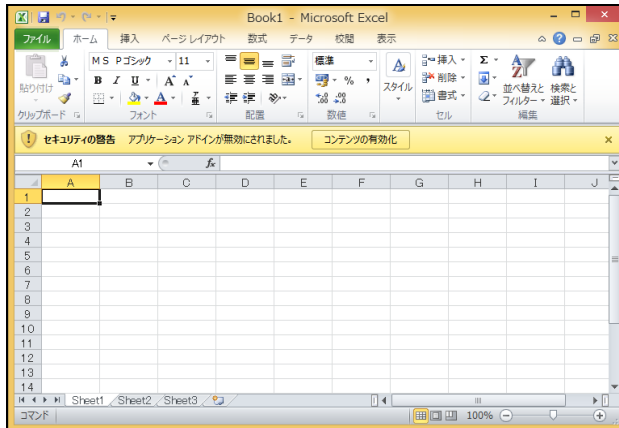 Book1 - Microsoft Excel
ファイル ホーム 挿入 ページ レイアウト 数式 データ 校閲 表示
貼り付け MS Pゴシック 11 B I U A A 標準 % , スタイル 挿入 削除 書式 Σ 並べ替えと フィルター 検索と 選択
クリップボード フォント 配置 数値 セル 編集
セキュリティの警告 アプリケーション アドインが無効にされました。 コンテンツの有効化
A1 fx
A B C D E F G H I J
1
2
3
4
5
6
7
8
9
10
11
12
13
14
Sheet1 Sheet2 Sheet3
コマンド 100%